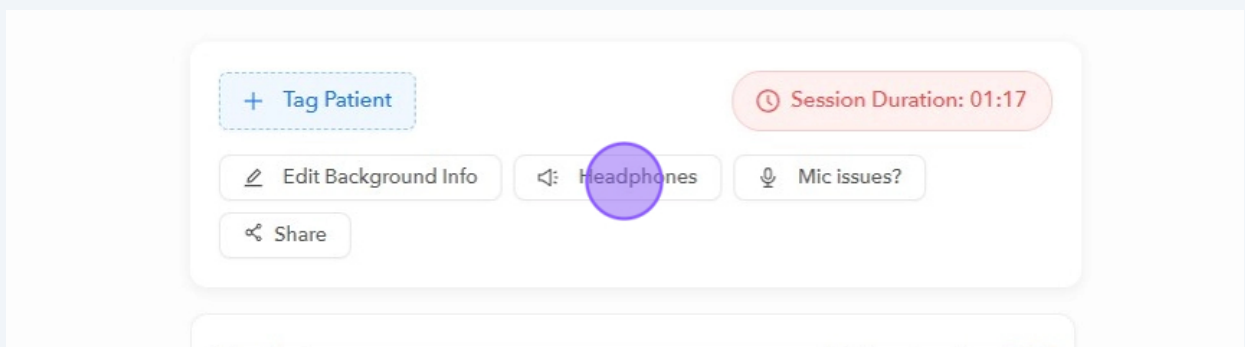 Tag Patient
Session Duration: 01:17
Edit Background Info
Headphones
Mic issues?
Share